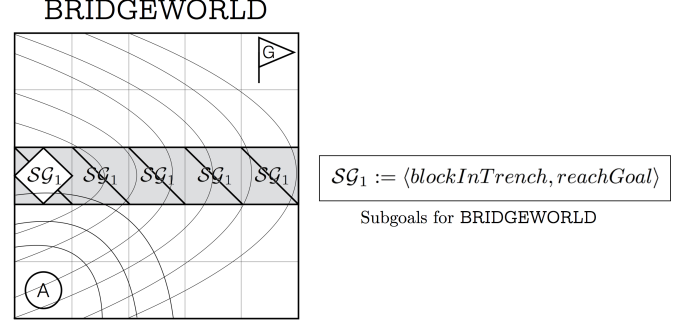 BRIDGEWORLD
G
𝒮𝒢₁ 𝒮𝒢₁ 𝒮𝒢₁ 𝒮𝒢₁ 𝒮𝒢₁
A
𝒮𝒢₁ := ⟨blockInTrench, reachGoal⟩
Subgoals for BRIDGEWORLD